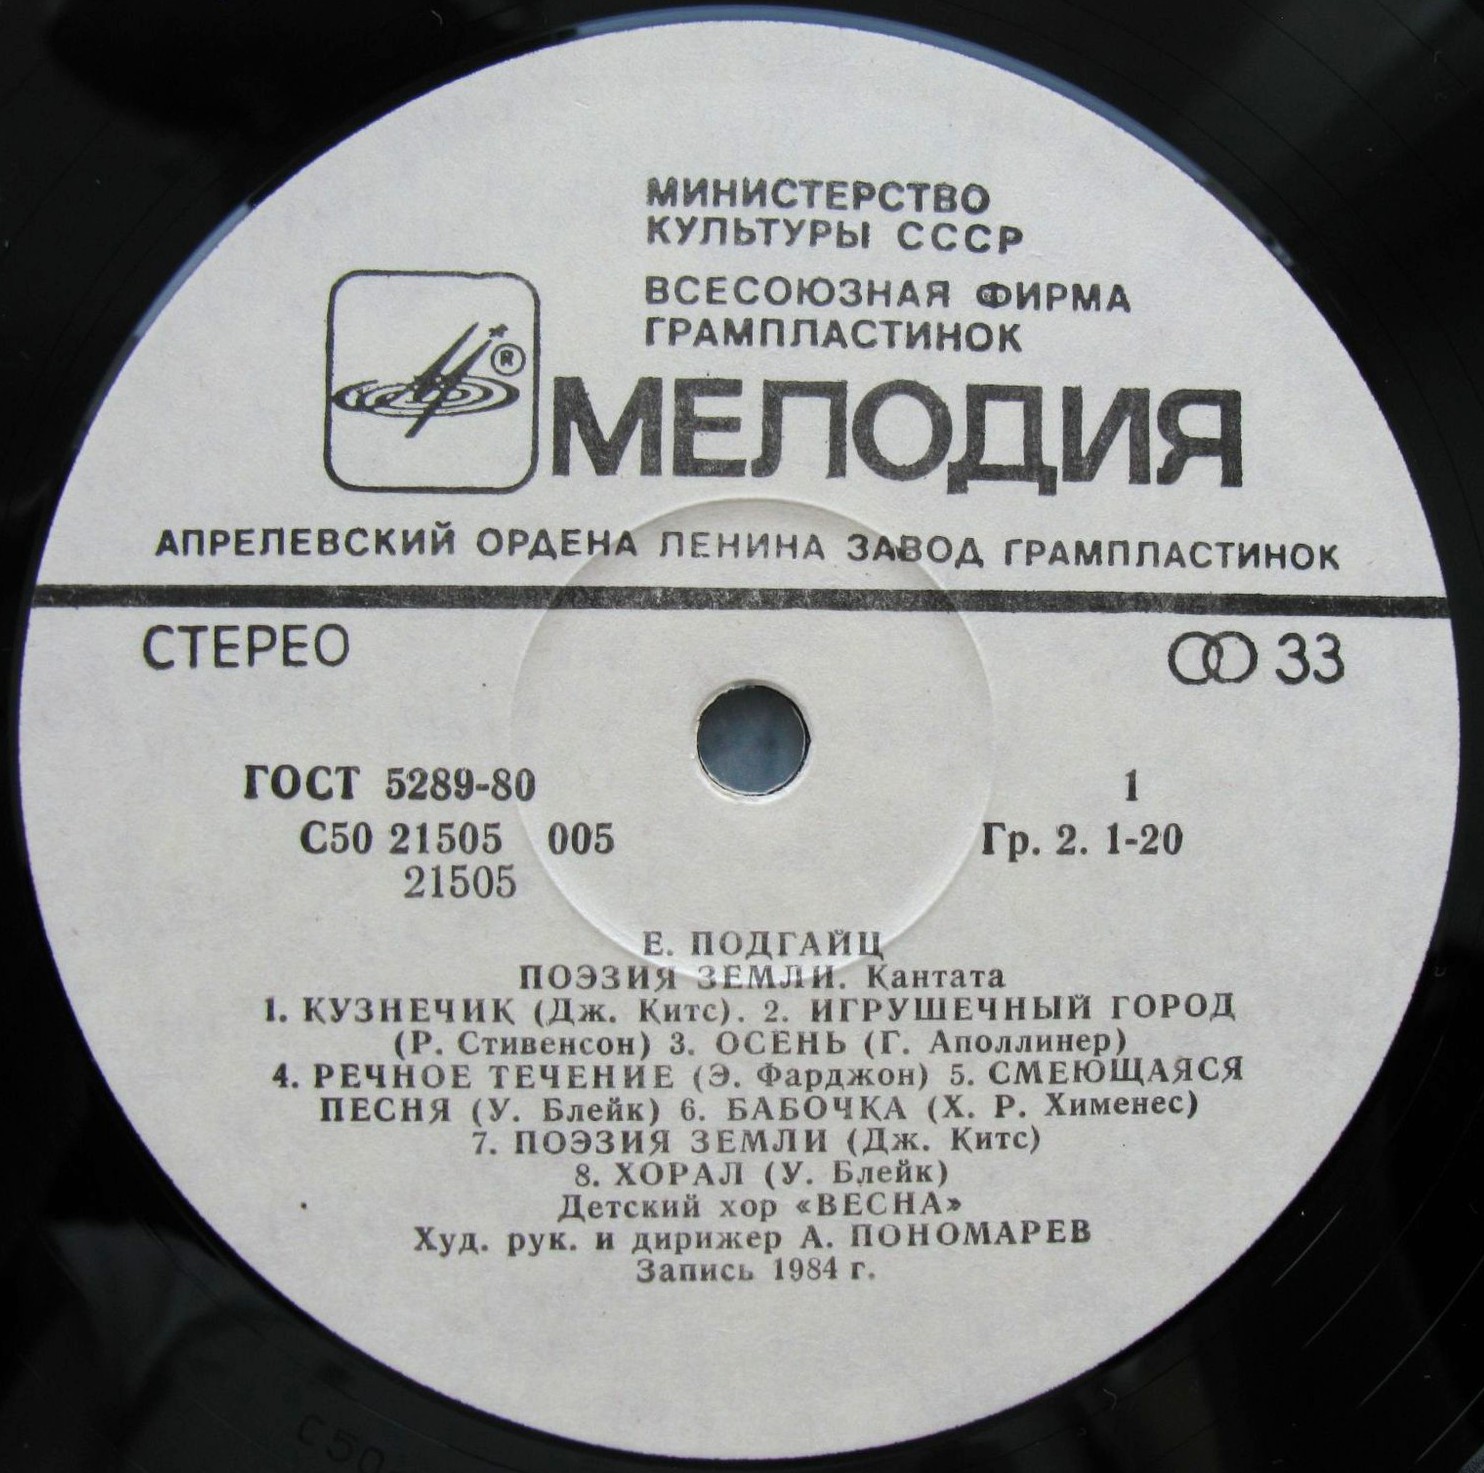 МИНИСТЕРСТВО
КУЛЬТУРЫ СССР
ВСЕСОЮЗНАЯ ФИРМА
ГРАМПЛАСТИНОК
®
МЕЛОДИЯ
АПРЕЛЕВСКИЙ ОРДЕНА ЛЕНИНА ЗАВОД ГРАМПЛАСТИНОК
СТЕРЕО
33
ГОСТ 5289-80
1
С50 21505 005
Гр. 2. 1-20
21505
Е. ПОДГАЙЦ
ПОЭЗИЯ ЗЕМЛИ. Кантата
1. КУЗНЕЧИК (Дж. Китс). 2. ИГРУШЕЧНЫЙ ГОРОД
(Р. Стивенсон) 3. ОСЕНЬ (Г. Аполлинер)
4. РЕЧНОЕ ТЕЧЕНИЕ (Э. Фарджон) 5. СМЕЮЩАЯСЯ
ПЕСНЯ (У. Блейк) 6. БАБОЧКА (Х. Р. Хименес)
7. ПОЭЗИЯ ЗЕМЛИ (Дж. Китс)
8. ХОРАЛ (У. Блейк)
Детский хор «ВЕСНА»
Худ. рук. и дирижер А. ПОНОМАРЕВ
Запись 1984 г.
С50